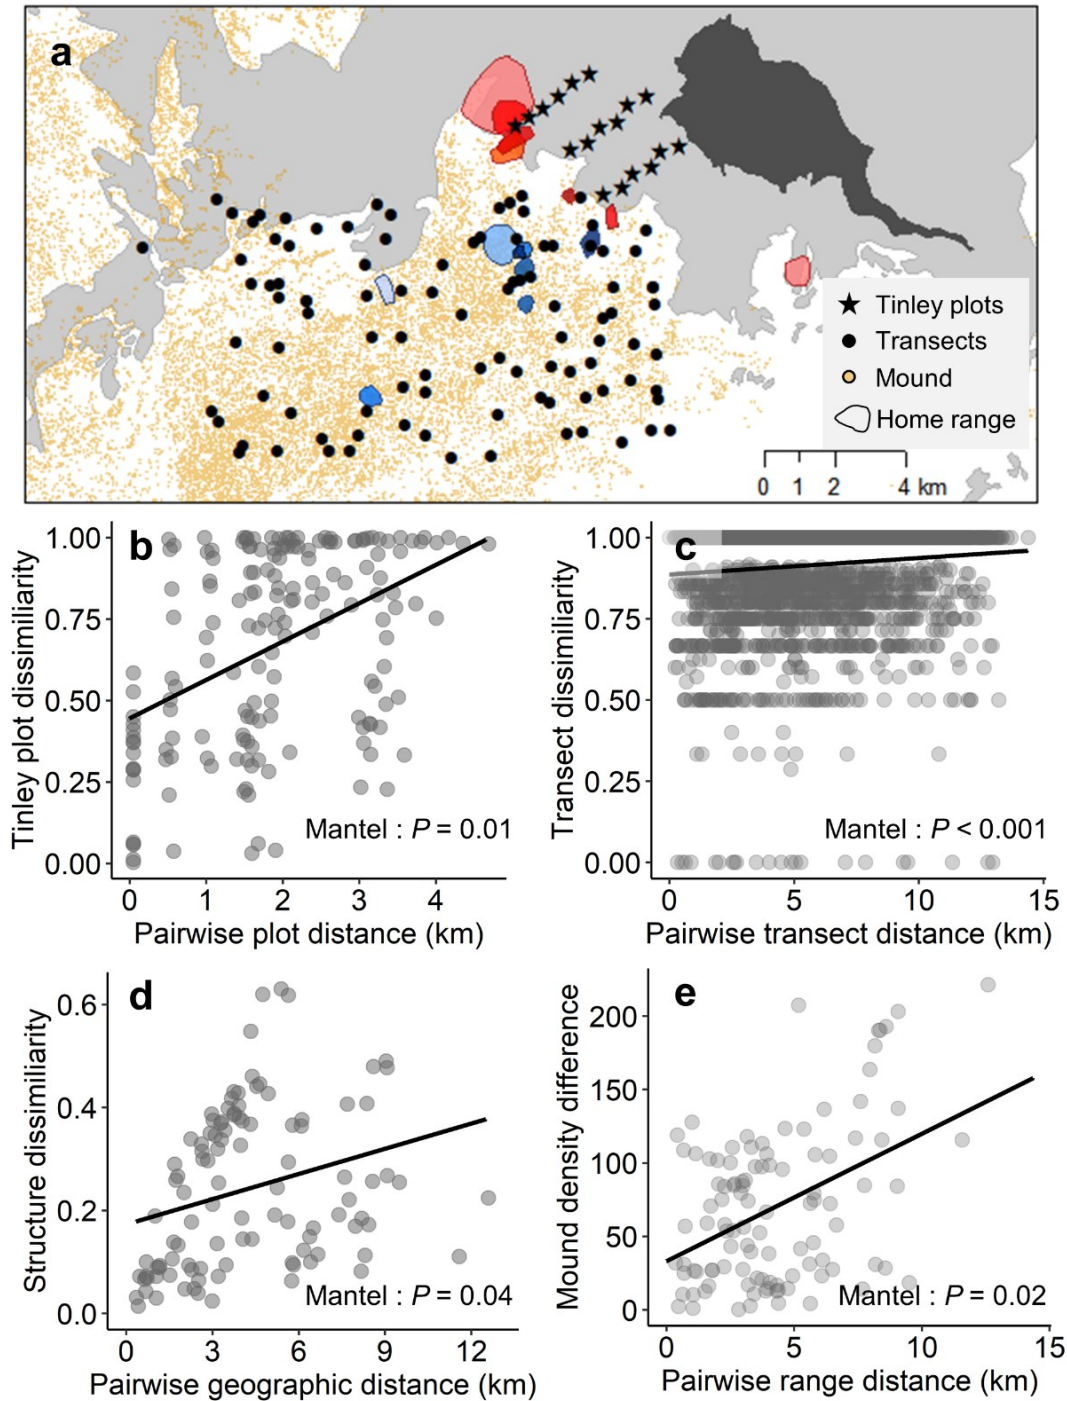 a
Tinley plots
Transects
Mound
Home range
0 1 2 4 km
b
Tinley plot dissimiliarity
1.00
0.75
0.50
0.25
0.00
Mantel : P = 0.01
0 1 2 3 4
Pairwise plot distance (km)
c
Transect dissimiliarity
1.00
0.75
0.50
0.25
0.00
Mantel : P < 0.001
0 5 10 15
Pairwise transect distance (km)
d
Structure dissimiliarity
0.6
0.4
0.2
0.0
Mantel : P = 0.04
0 3 6 9 12
Pairwise geographic distance (km)
e
Mound density difference
200
150
100
50
0
Mantel : P = 0.02
0 5 10 15
Pairwise range distance (km)